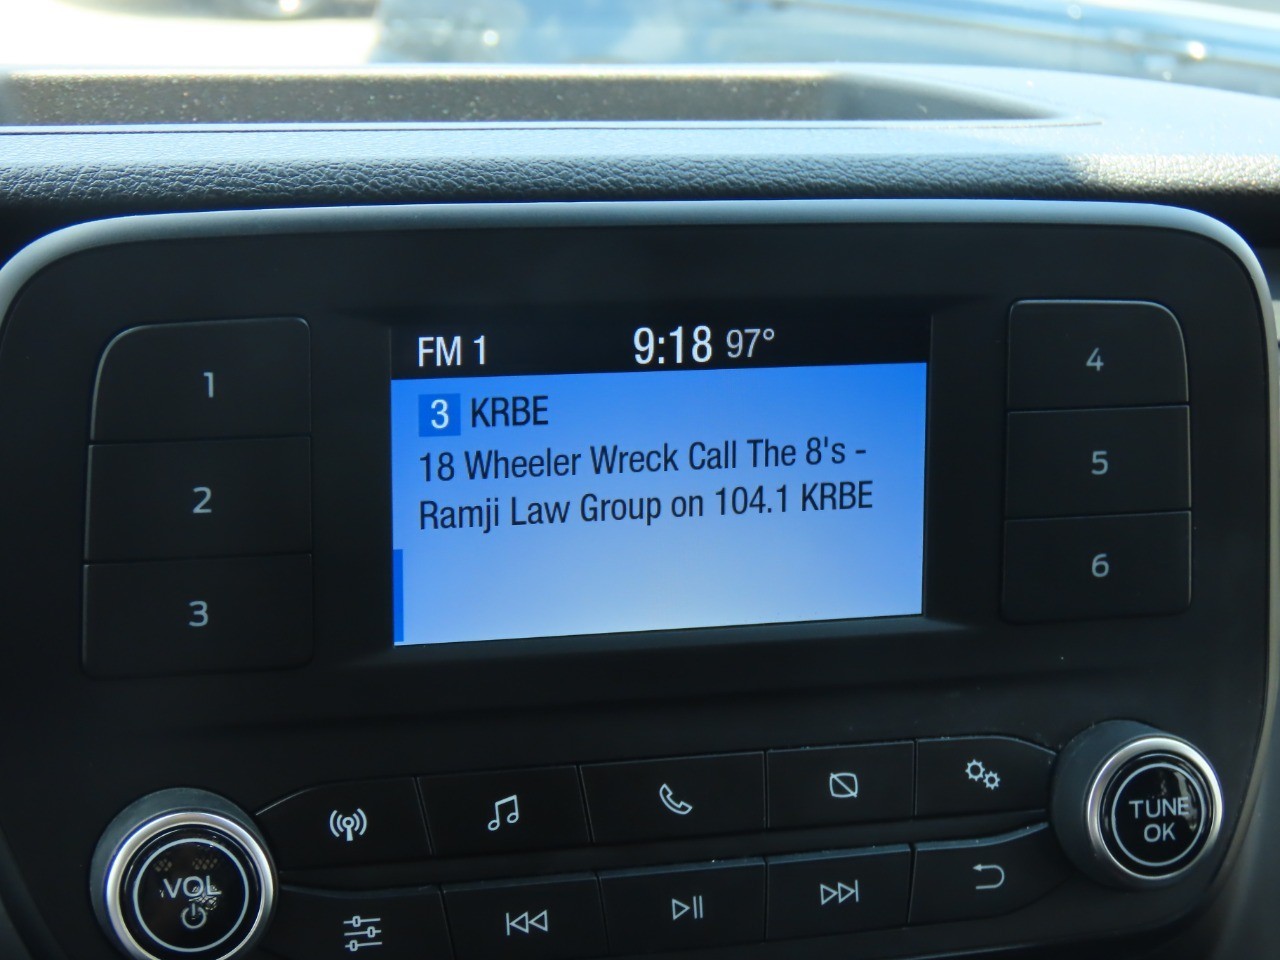 FM 1 9:18 97°
3 KRBE
18 Wheeler Wreck Call The 8's -
Ramji Law Group on 104.1 KRBE
1
2
3
4
5
6
VOL
TUNE
OK